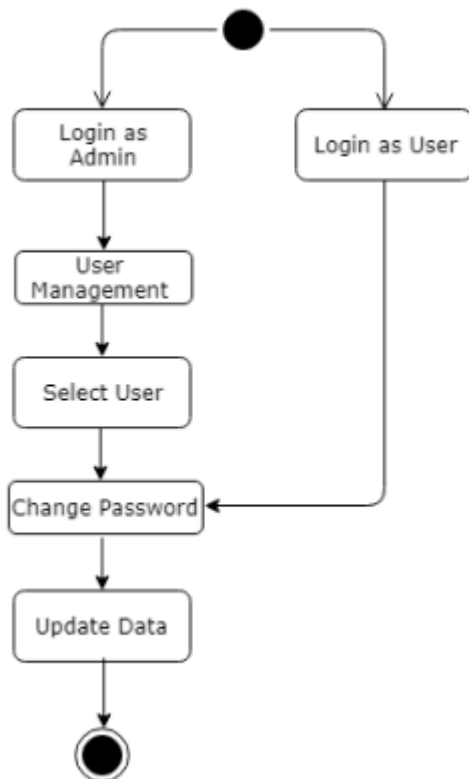 Login as
Admin
Login as User
User
Management
Select User
Change Password
Update Data